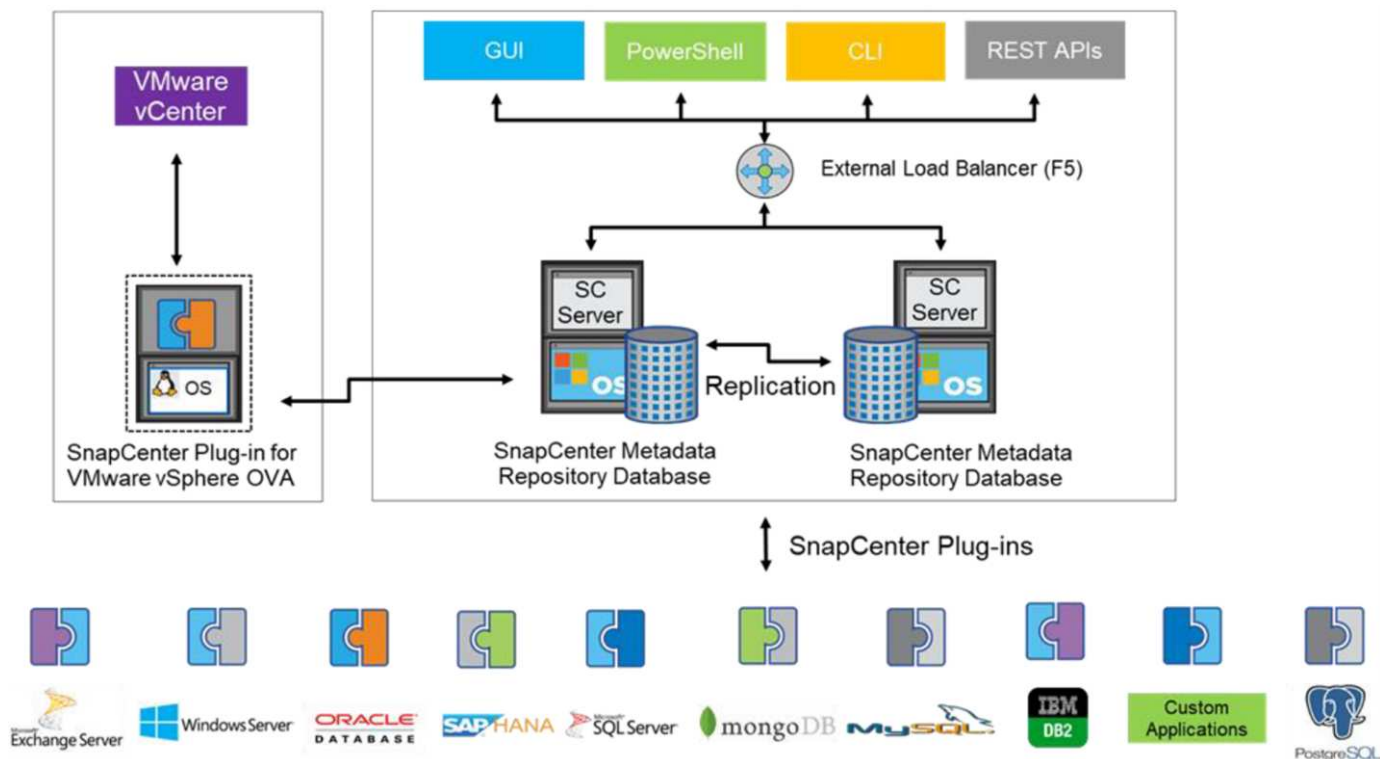 VMware
vCenter
GUI
PowerShell
CLI
REST APIs
External Load Balancer (F5)
SC
Server
OS
SC
Server
OS
Replication
OS
SnapCenter Plug-in for
VMware vSphere OVA
SnapCenter Metadata
Repository Database
SnapCenter Metadata
Repository Database
SnapCenter Plug-ins
Microsoft
Exchange Server
Windows Server
ORACLE
DATABASE
SAP HANA
Microsoft
SQL Server
mongoDB
MySQL
IBM
DB2
Custom
Applications
PostgreSQL